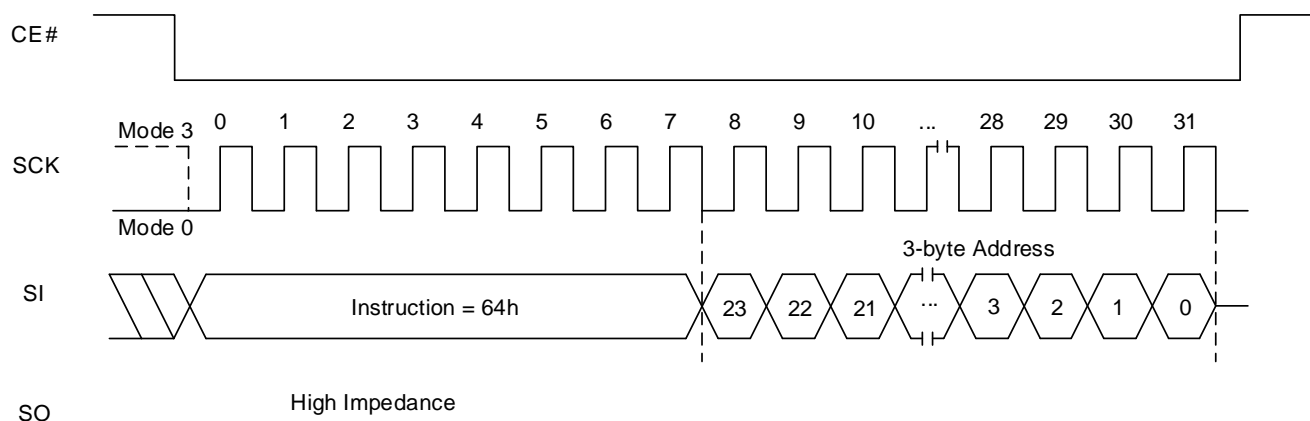 CE#
Mode 3 0 1 2 3 4 5 6 7 8 9 10 ... 28 29 30 31
SCK
Mode 0
3-byte Address
SI Instruction = 64h 23 22 21 ... 3 2 1 0
High Impedance
SO